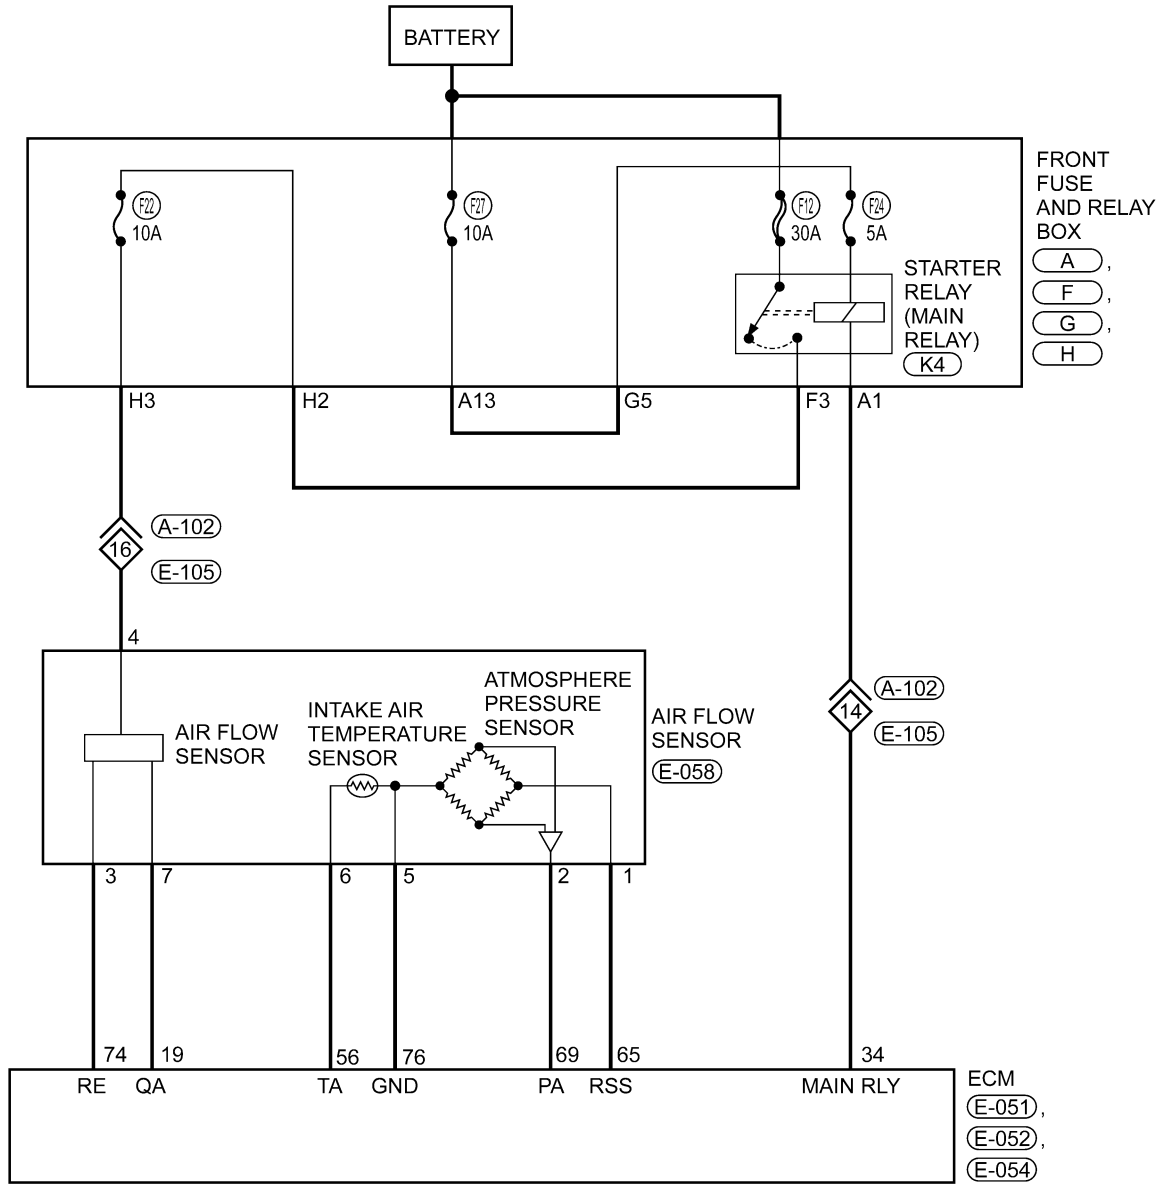 BATTERY
FRONT
FUSE
AND RELAY
BOX
A ,
F ,
G ,
H
F22
10A
F27
10A
F12
30A
F24
5A
STARTER
RELAY
(MAIN
RELAY)
K4
H3
H2
A13
G5
F3
A1
A-102
16
E-105
4
A-102
14
E-105
AIR FLOW
SENSOR
INTAKE AIR
TEMPERATURE
SENSOR
ATMOSPHERE
PRESSURE
SENSOR
AIR FLOW
SENSOR
E-058
3
7
6
5
2
1
74
19
56
76
69
65
34
RE
QA
TA
GND
PA
RSS
MAIN RLY
ECM
E-051 ,
E-052 ,
E-054